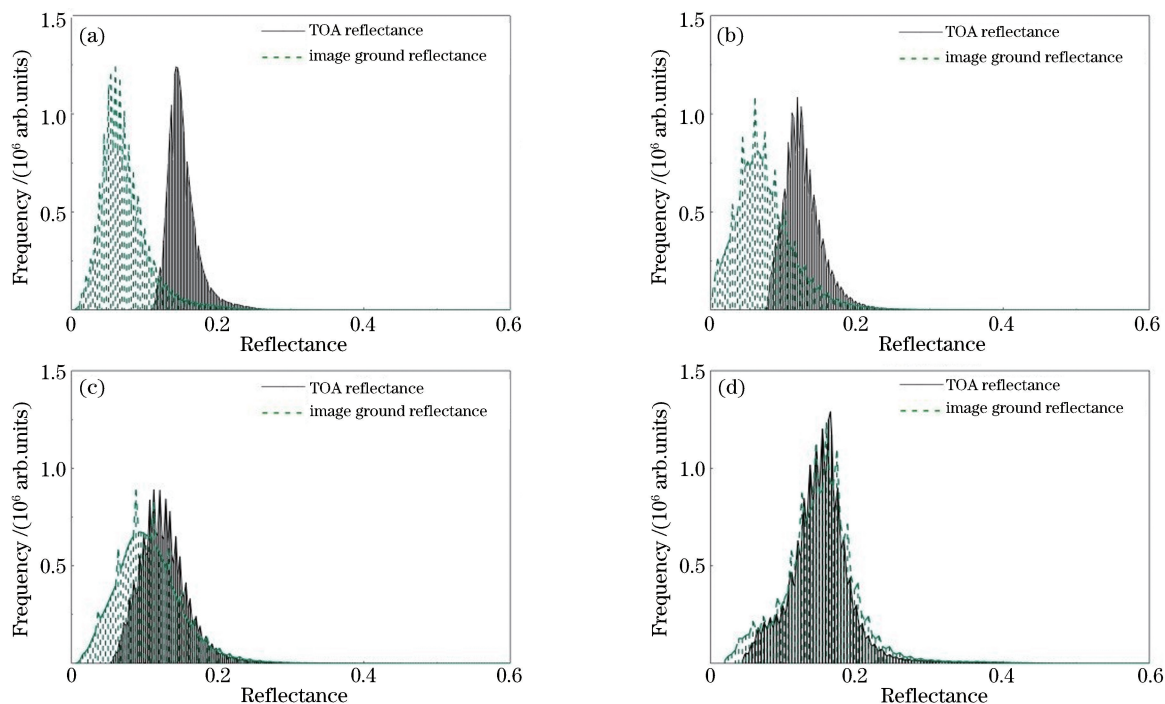 1.5
(a)
TOA reflectance
image ground reflectance
1.0
0.5
Frequency /(10⁶ arb.units)
0
0.2
0.4
0.6
Reflectance
1.5
(b)
TOA reflectance
image ground reflectance
1.0
0.5
Frequency /(10⁶ arb.units)
0
0.2
0.4
0.6
Reflectance
1.5
(c)
TOA reflectance
image ground reflectance
1.0
0.5
Frequency /(10⁶ arb.units)
0
0.2
0.4
0.6
Reflectance
1.5
(d)
TOA reflectance
image ground reflectance
1.0
0.5
Frequency /(10⁶ arb.units)
0
0.2
0.4
0.6
Reflectance